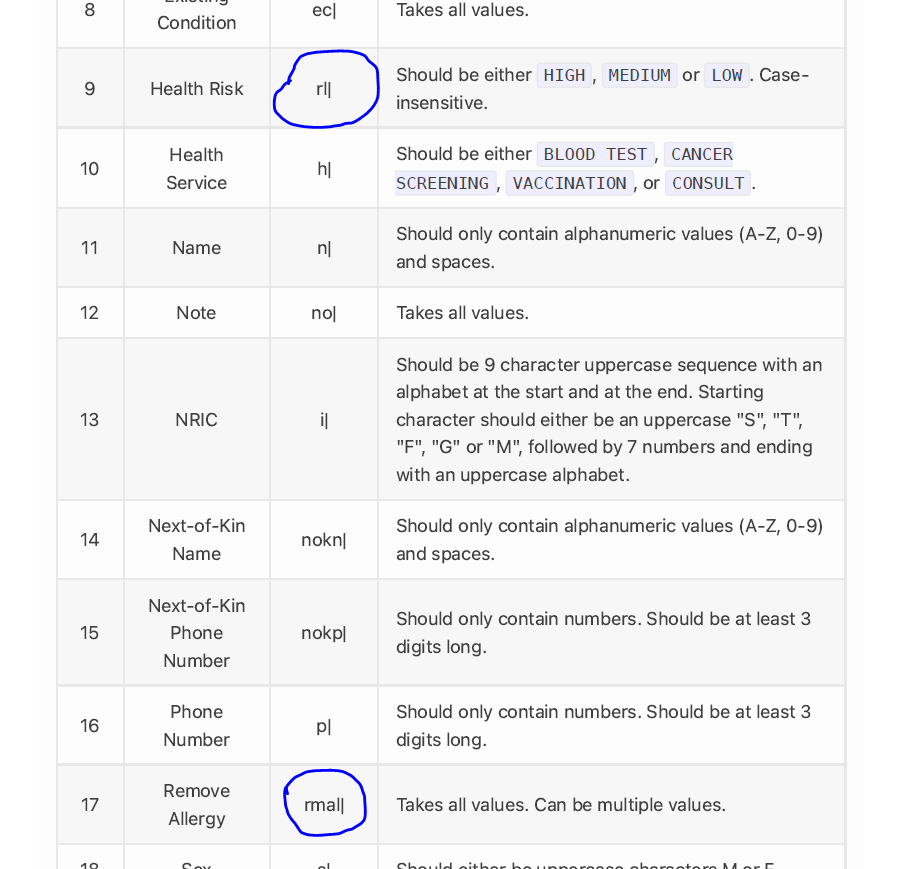 8
Condition
ec|
Takes all values.
9
Health Risk
rl|
Should be either HIGH, MEDIUM or LOW. Case-
insensitive.
10
Health
Service
h|
Should be either BLOOD TEST, CANCER
SCREENING, VACCINATION, or CONSULT.
11
Name
n|
Should only contain alphanumeric values (A-Z, 0-9)
and spaces.
12
Note
no|
Takes all values.
13
NRIC
i|
Should be 9 character uppercase sequence with an
alphabet at the start and at the end. Starting
character should either be an uppercase "S", "T",
"F", "G" or "M", followed by 7 numbers and ending
with an uppercase alphabet.
14
Next-of-Kin
Name
nokn|
Should only contain alphanumeric values (A-Z, 0-9)
and spaces.
15
Next-of-Kin
Phone
Number
nokp|
Should only contain numbers. Should be at least 3
digits long.
16
Phone
Number
p|
Should only contain numbers. Should be at least 3
digits long.
17
Remove
Allergy
rmal|
Takes all values. Can be multiple values.
18
Sex
s|
Should either be uppercase characters M or F